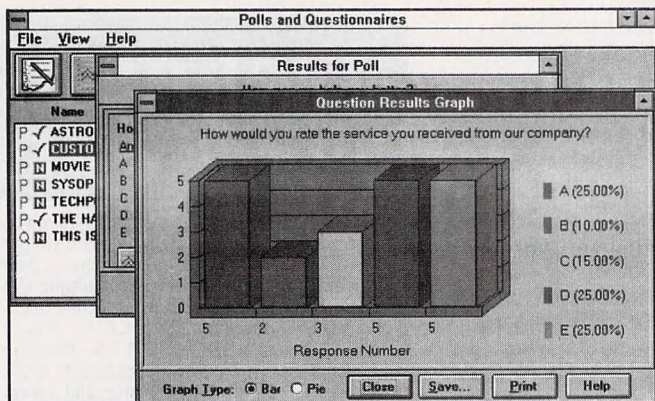 Polls and Questionnaires
File View Help
Results for Poll
Question Results Graph
Name
P ASTRO
P CUSTO
P N MOVIE
P N SYSOP
P N TECHP
P THE HA
Q N THIS IS
Ho
An
A
B
C
D
E
How would you rate the service you received from our company?
5
4
3
2
1
0
5 2 3 5 5
Response Number
A (25.00%)
B (10.00%)
C (15.00%)
D (25.00%)
E (25.00%)
Graph Type: Bar Pie Close Save... Print Help